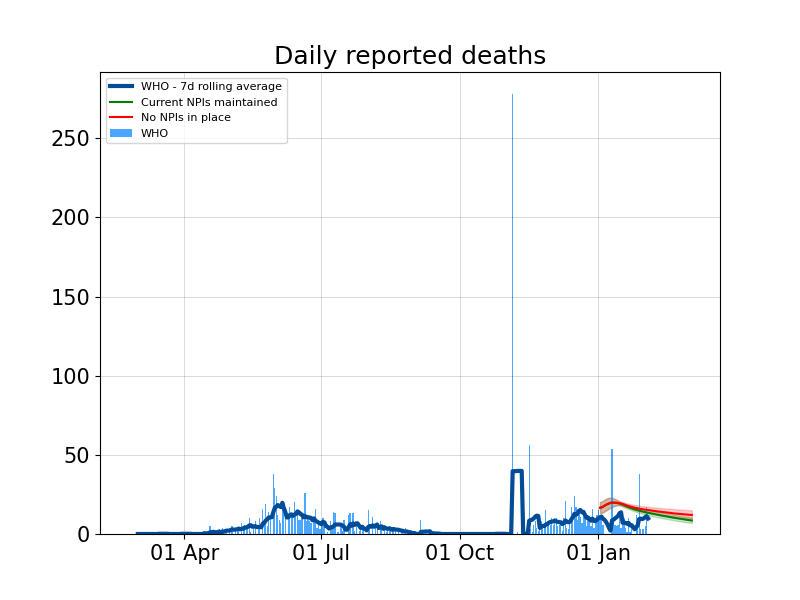 Daily reported deaths
WHO - 7d rolling average
Current NPIs maintained
No NPIs in place
WHO
250
200
150
100
50
0
01 Apr
01 Jul
01 Oct
01 Jan